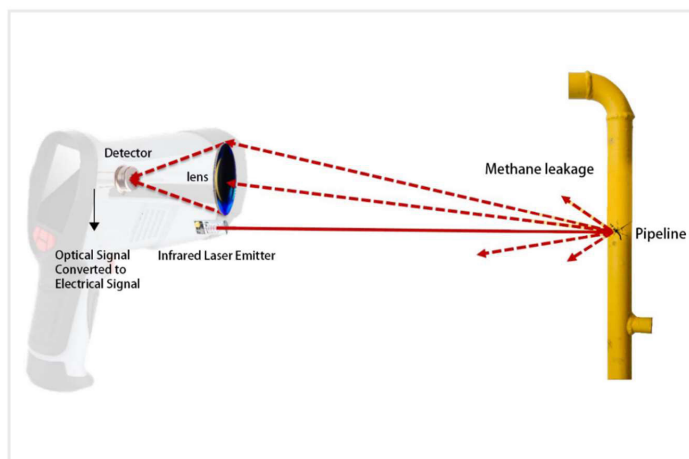 Detector
lens
Methane leakage
Pipeline
Infrared Laser Emitter
Optical Signal
Converted to
Electrical Signal